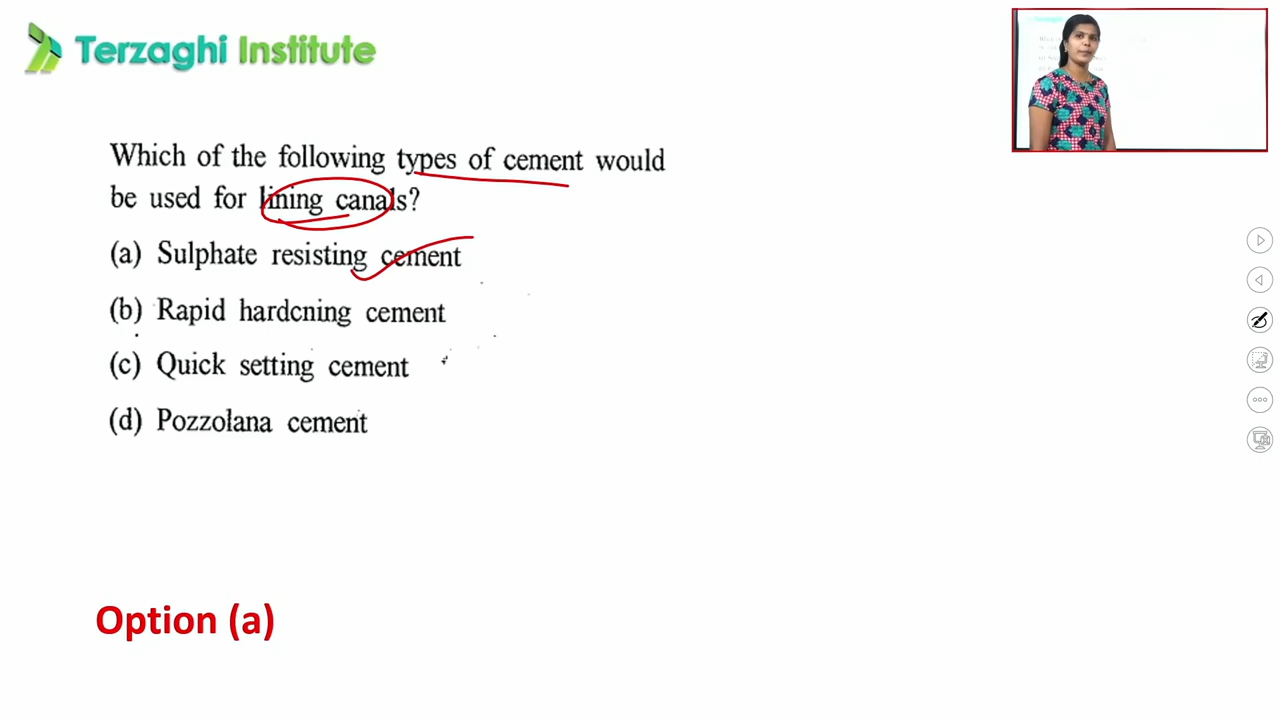 Terzaghi Institute
Which of the following types of cement would
be used for lining canals?
(a) Sulphate resisting cement
(b) Rapid hardening cement
(c) Quick setting cement
(d) Pozzolana cement
Option (a)